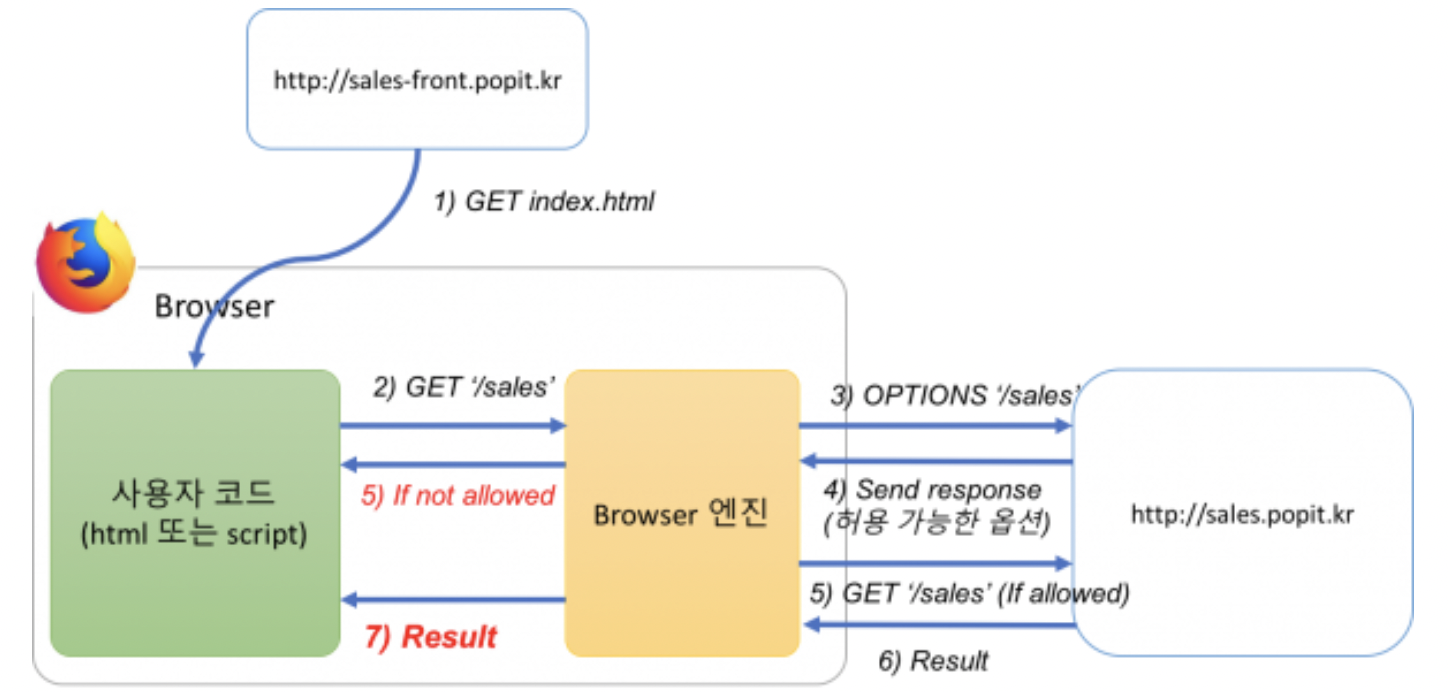 http://sales-front.popit.kr
1) GET index.html
Browser
2) GET ‘/sales’
3) OPTIONS ‘/sales’
사용자 코드
(html 또는 script)
5) If not allowed
Browser 엔진
4) Send response
(허용 가능한 옵션)
http://sales.popit.kr
5) GET ‘/sales’ (If allowed)
7) Result
6) Result